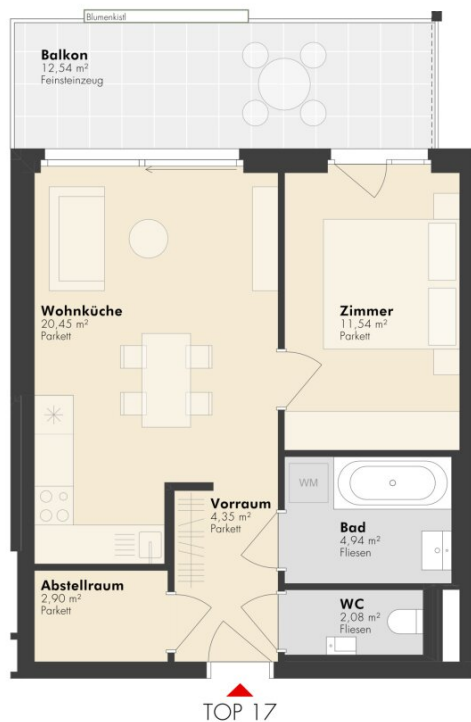 Blumenkistl
Balkon
12,54 m²
Feinsteinzeug
Wohnküche
20,45 m²
Parkett
Zimmer
11,54 m²
Parkett
Vorraum
4,35 m²
Parkett
WM
Bad
4,94 m²
Fliesen
Abstellraum
2,90 m²
Parkett
WC
2,08 m²
Fliesen
TOP 17